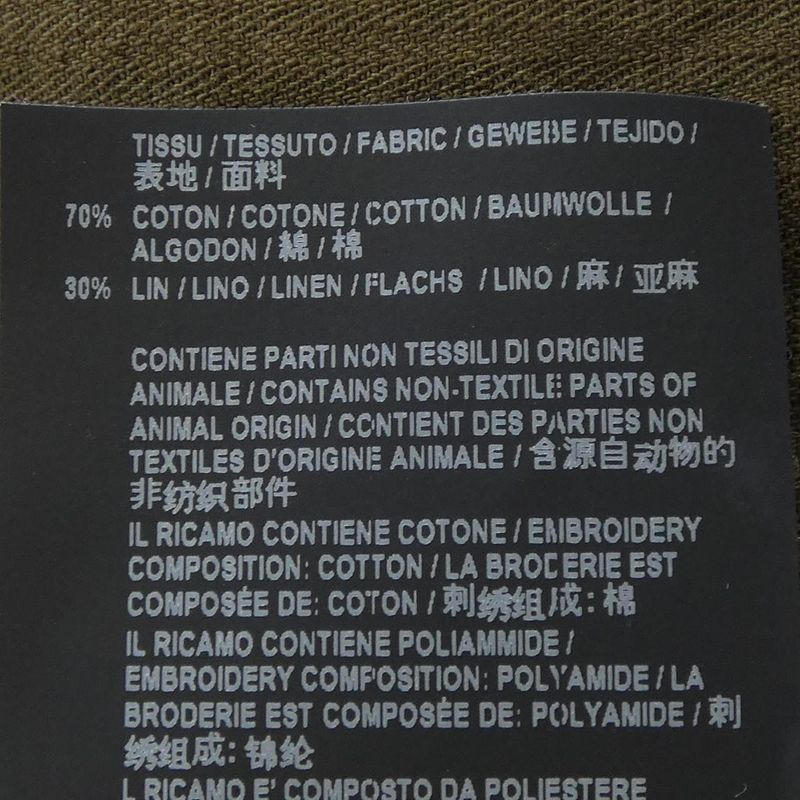 TISSU / TESSUTO / FABRIC / GEWEBE / TEJIDO /
表地 / 面料
70% COTON / COTONE / COTTON / BAUMWOLLE /
ALGODON / 綿 / 棉
30% LIN / LINO / LINEN / FLACHS / LINO / 麻 / 亚麻
CONTIENE PARTI NON TESSILI DI ORIGINE
ANIMALE / CONTAINS NON-TEXTILE PARTS OF
ANIMAL ORIGIN / CONTIENT DES PARTIES NON
TEXTILES D'ORIGINE ANIMALE / 含源自动物的
非纺织部件
IL RICAMO CONTIENE COTONE / EMBROIDERY
COMPOSITION: COTTON / LA BRODERIE EST
COMPOSÉE DE: COTON / 刺绣组成: 棉
IL RICAMO CONTIENE POLIAMMIDE /
EMBROIDERY COMPOSITION: POLYAMIDE / LA
BRODERIE EST COMPOSÉE DE: POLYAMIDE / 刺
绣组成: 锦纶
L RICAMO E' COMPOSTO DA POLIESTERE